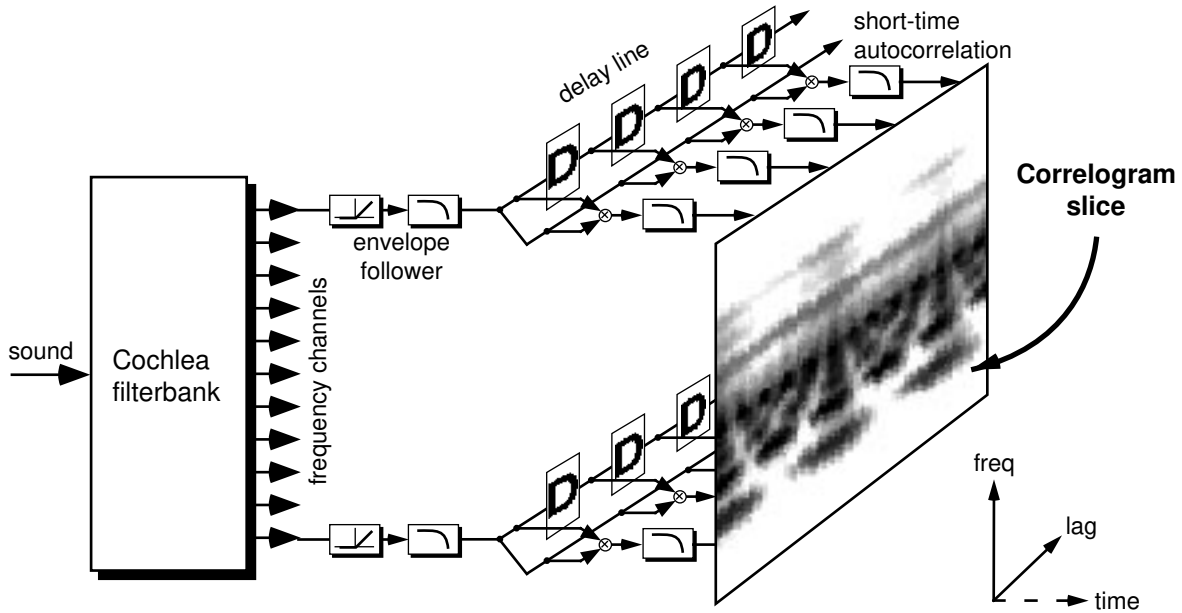 short-time
autocorrelation
delay line
D
D
D
D
Correlogram
slice
envelope
follower
frequency channels
sound
Cochlea
filterbank
D
D
D
freq
lag
time